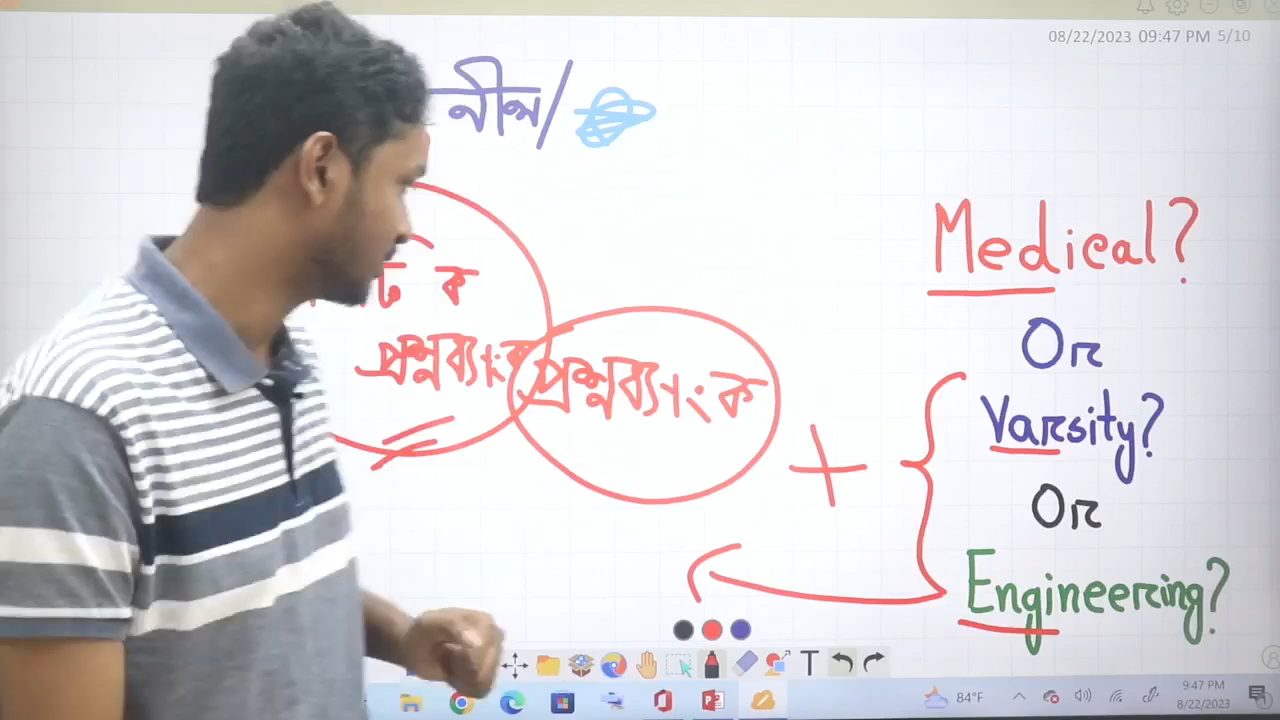 08/22/2023 09:47 PM 5/10
নীল/
Medical?
Or
ক
প্রশ্নব্যাংক
প্রশ্নব্যাংক
Varsity?
Or
Engineering?
T
84°F
9:47 PM
8/22/2023